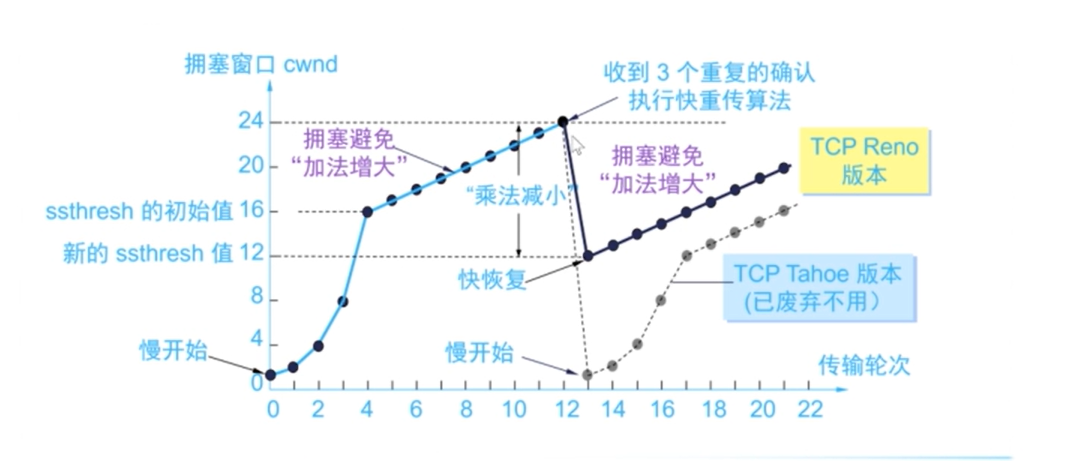 拥塞窗口 cwnd
收到 3 个重复的确认
执行快重传算法
24
拥塞避免
“加法增大”
拥塞避免
“加法增大”
TCP Reno
版本
20
“乘法减小”
ssthresh 的初始值 16
新的 ssthresh 值 12
快恢复
TCP Tahoe 版本
(已废弃不用）
8
4
慢开始
慢开始
传输轮次
0
0 2 4 6 8 10 12 14 16 18 20 22